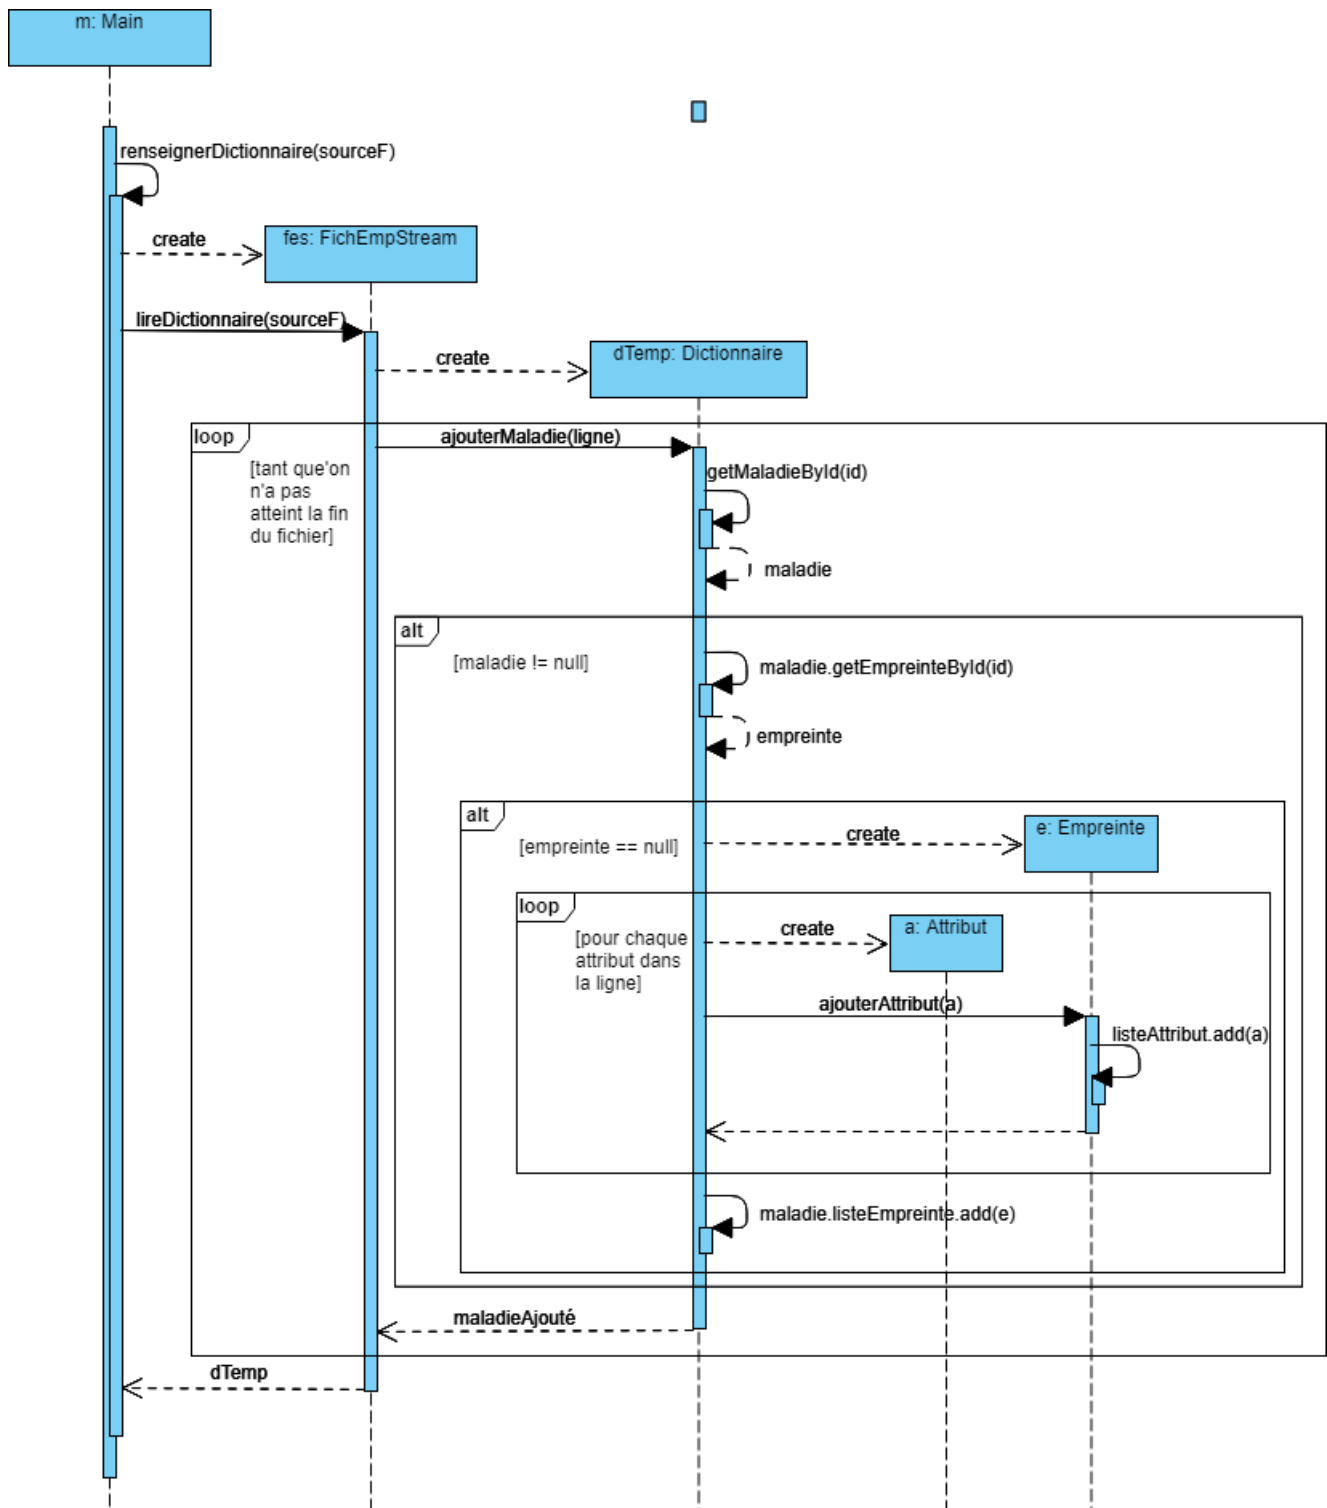 m: Main
renseignerDictionnaire(sourceF)
create
fes: FichEmpStream
lireDictionnaire(sourceF)
create
dTemp: Dictionnaire
loop
ajouterMaladie(ligne)
[tant que'on
n'a pas
atteint la fin
du fichier]
getMaladieById(id)
maladie
alt
[maladie != null]
maladie.getEmpreinteById(id)
empreinte
alt
[empreinte == null]
create
e: Empreinte
loop
[pour chaque
attribut dans
la ligne]
create
a: Attribut
ajouterAttribut(a)
listeAttribut.add(a)
maladie.listeEmpreinte.add(e)
maladieAjouté
dTemp